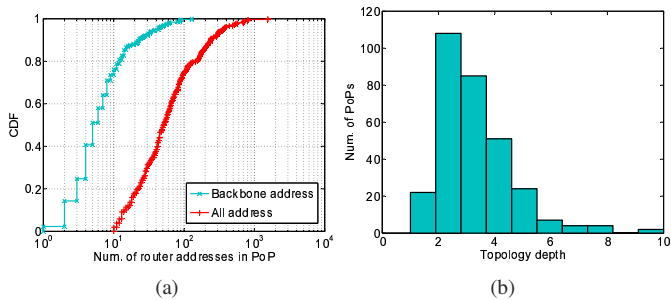 1
0.8
0.6
0.4
0.2
0
CDF
Backbone address
All address
10^0 10^1 10^2 10^3 10^4
Num. of router addresses in PoP
(a)
120
100
80
60
40
20
0
Num. of PoPs
0 2 4 6 8 10
Topology depth
(b)